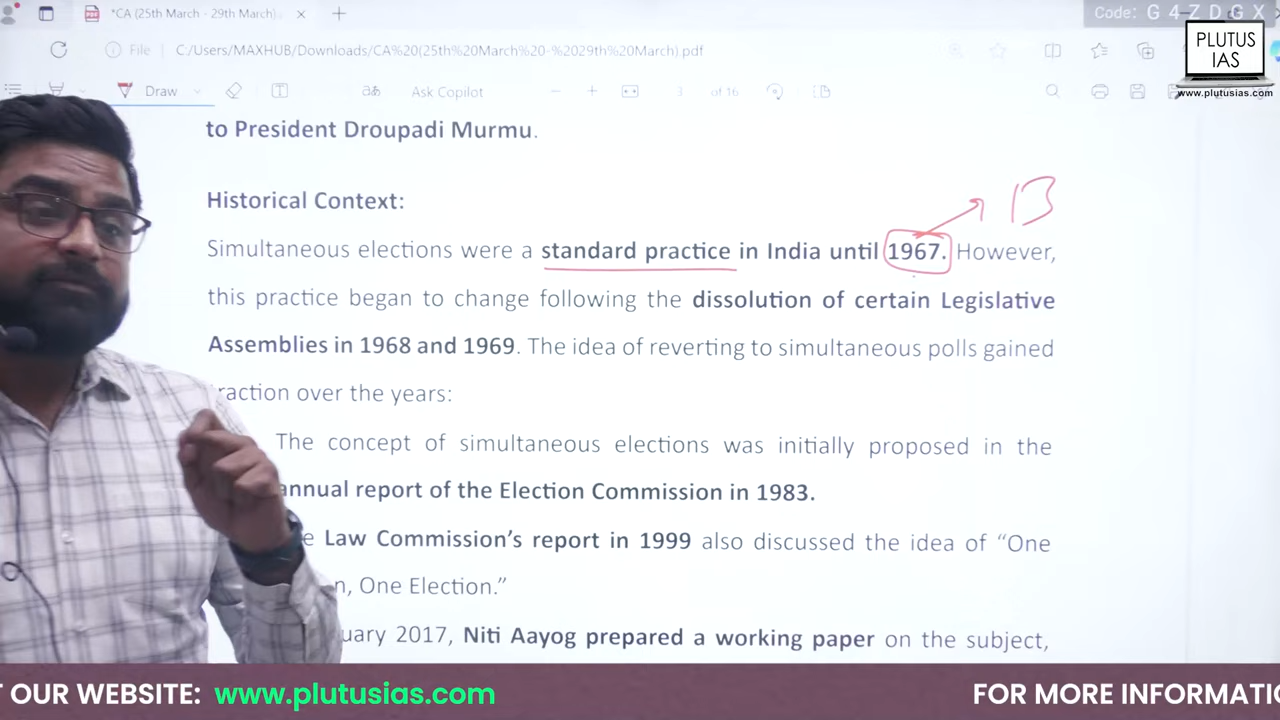 *CA (25th March - 29th March)
Code: G 4 - Z D G X
File
C:/Users/MAXHUB/Downloads/CA%20(25th%20March%20-%2029th%20March).pdf
PLUTUS
IAS
www.plutusias.com
Draw
aあ
Ask Copilot
3 of 16
to President Droupadi Murmu.
Historical Context:
13
Simultaneous elections were a standard practice in India until 1967. However,
this practice began to change following the dissolution of certain Legislative
Assemblies in 1968 and 1969. The idea of reverting to simultaneous polls gained
raction over the years:
The concept of simultaneous elections was initially proposed in the
annual report of the Election Commission in 1983.
e Law Commission’s report in 1999 also discussed the idea of “One
n, One Election.”
uary 2017, Niti Aayog prepared a working paper on the subject,
T OUR WEBSITE: www.plutusias.com
FOR MORE INFORMATI